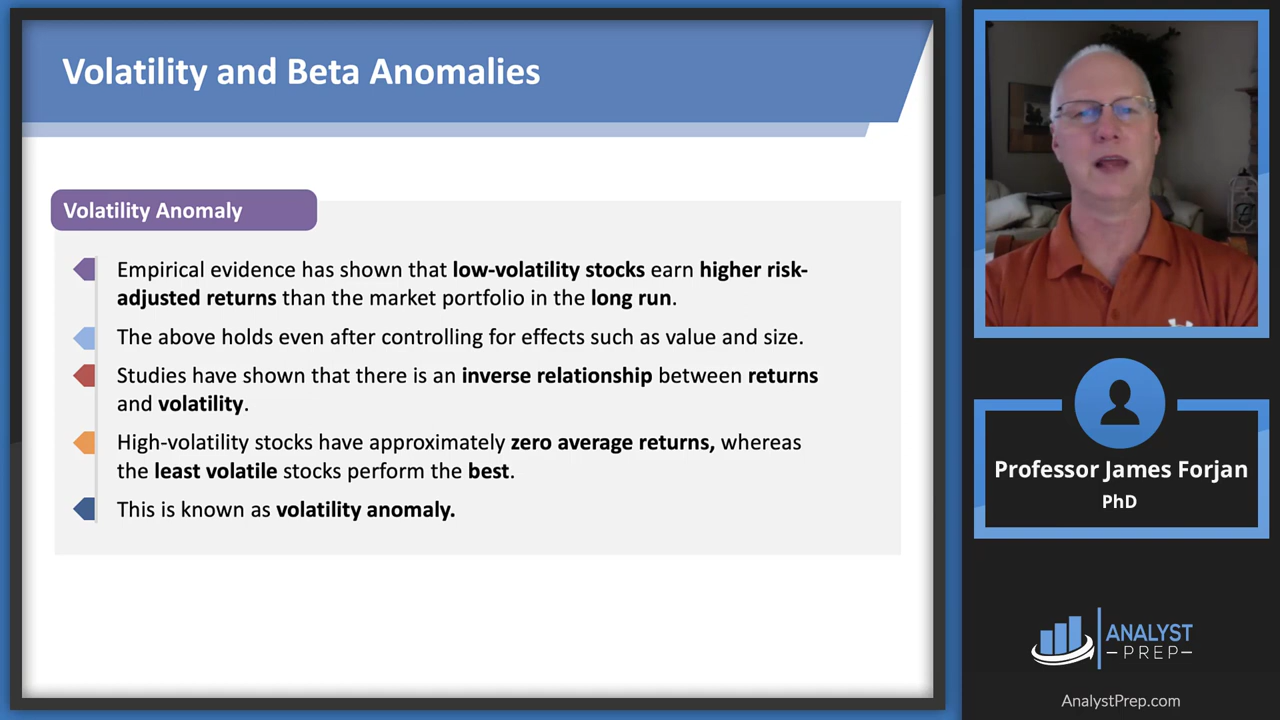 Volatility and Beta Anomalies
Volatility Anomaly
Empirical evidence has shown that low-volatility stocks earn higher risk-
adjusted returns than the market portfolio in the long run.
The above holds even after controlling for effects such as value and size.
Studies have shown that there is an inverse relationship between returns
and volatility.
High-volatility stocks have approximately zero average returns, whereas
the least volatile stocks perform the best.
This is known as volatility anomaly.
Professor James Forjan
PhD
ANALYST
PREP
AnalystPrep.com